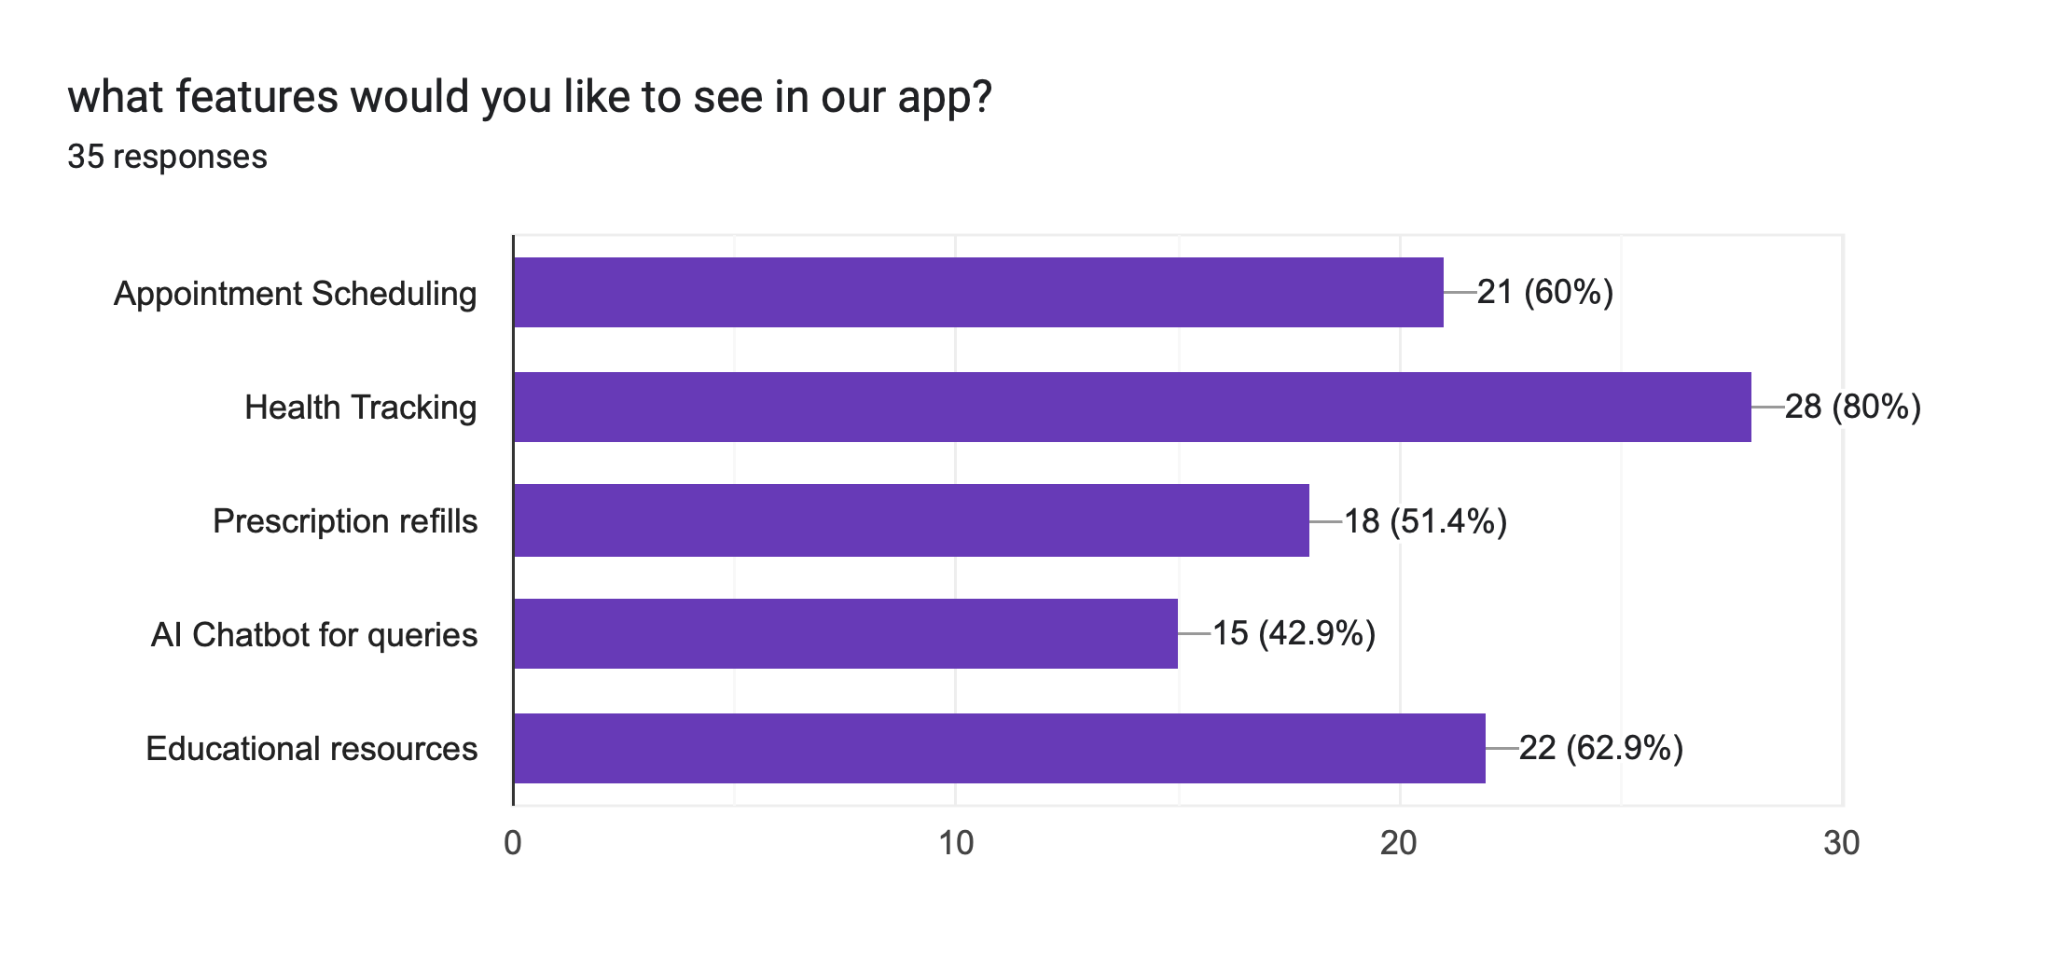 what features would you like to see in our app?
35 responses
Appointment Scheduling
21 (60%)
Health Tracking
28 (80%)
Prescription refills
18 (51.4%)
AI Chatbot for queries
15 (42.9%)
Educational resources
22 (62.9%)
0
10
20
30